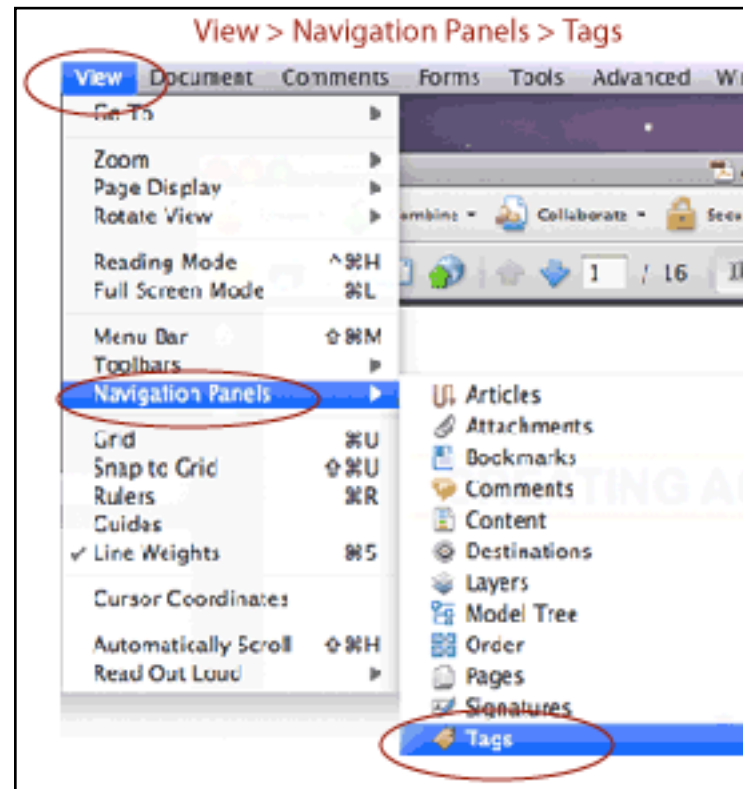 View > Navigation Panels > Tags
View Document Comments Forms Tools Advanced
Go To
Zoom
Page Display
Rotate View
Collaborate
Reading Mode ^⌘H
Full Screen Mode ⌘L
1 / 16
Menu Bar ⇧⌘M
Toolbars
Navigation Panels
Articles
Attachments
Bookmarks
Comments
Content
Destinations
Layers
Model Tree
Order
Pages
Signatures
Tags
Grid ⌘U
Snap to Grid ⇧⌘U
Rulers ⌘R
Guides
✓ Line Weights ⌘5
Cursor Coordinates
Automatically Scroll ⇧⌘H
Read Out Loud